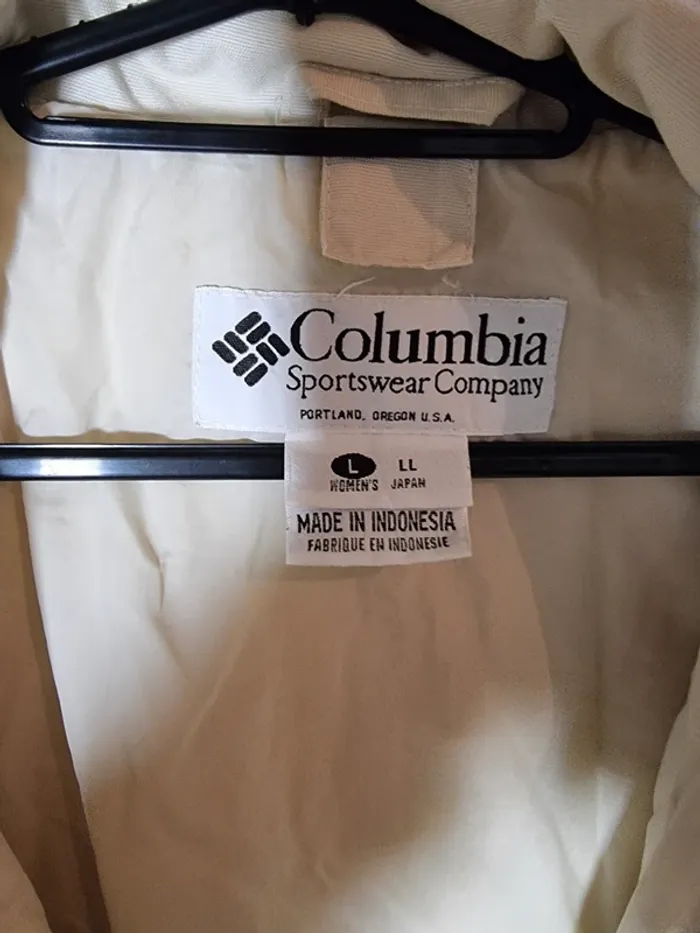 Columbia
Sportswear Company
PORTLAND, OREGON U.S.A.
L LL
WOMEN'S JAPAN
MADE IN INDONESIA
FABRIQUE EN INDONESIE